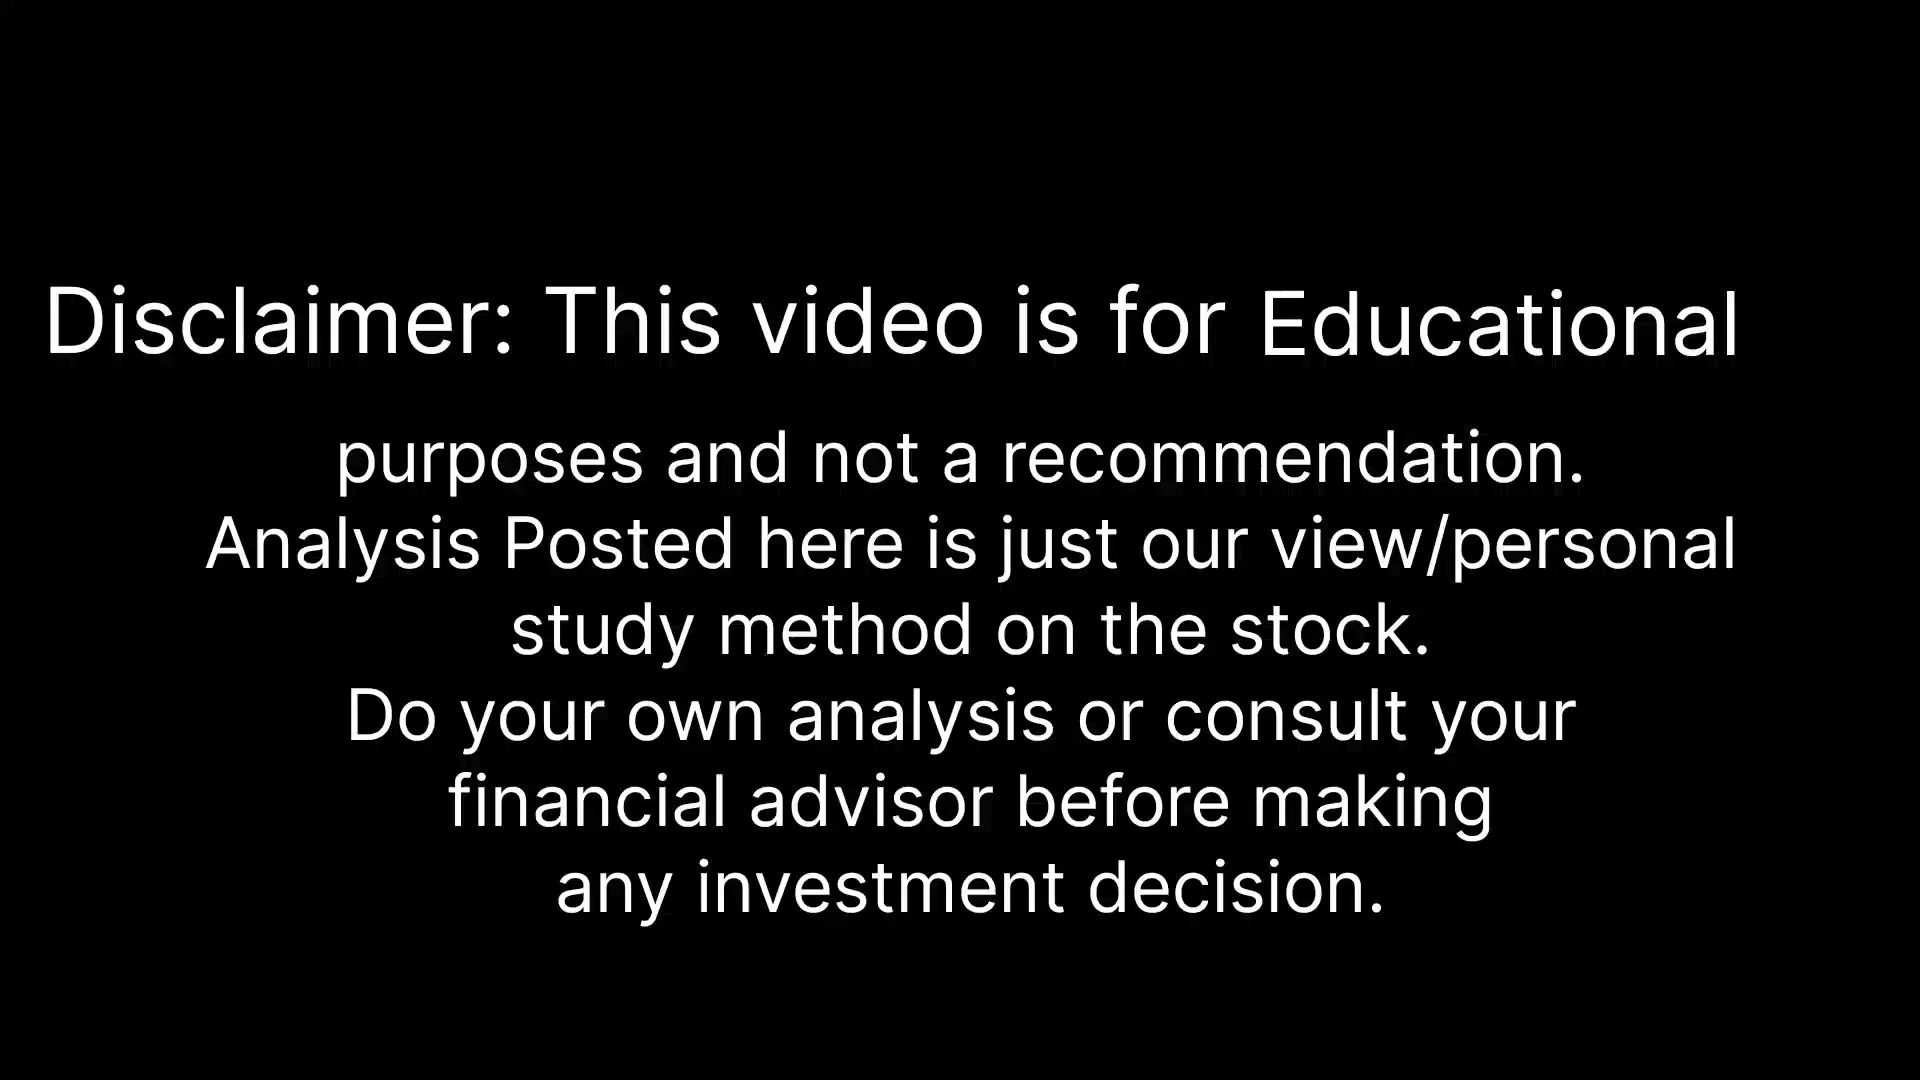 Disclaimer: This video is for Educational
purposes and not a recommendation.
Analysis Posted here is just our view/personal
study method on the stock.
Do your own analysis or consult your
financial advisor before making
any investment decision.